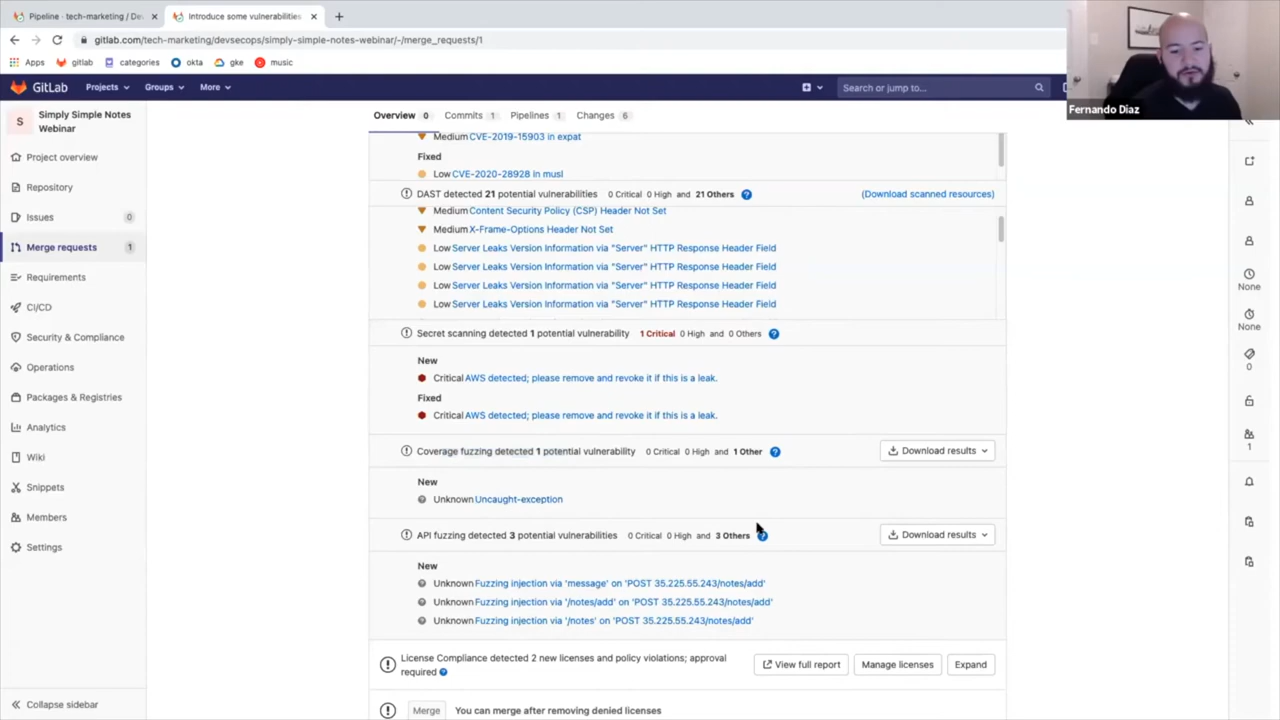 Pipeline · tech-marketing / De
Introduce some vulnerabilities
gitlab.com/tech-marketing/devsecops/simply-simple-notes-webinar/-/merge_requests/1
Apps gitlab categories okta gke music
GitLab Projects Groups More Search or jump to...
Fernando Diaz
S
Simply Simple Notes
Webinar
Project overview
Repository
Issues 0
Merge requests 1
Requirements
CI/CD
Security & Compliance
Operations
Packages & Registries
Analytics
Wiki
Snippets
Members
Settings
Collapse sidebar
Overview 0 Commits 1 Pipelines 1 Changes 6
Medium CVE-2019-15903 in expat
Fixed
Low CVE-2020-28928 in musl
DAST detected 21 potential vulnerabilities 0 Critical 0 High and 21 Others (Download scanned resources)
Medium Content Security Policy (CSP) Header Not Set
Medium X-Frame-Options Header Not Set
Low Server Leaks Version Information via "Server" HTTP Response Header Field
Low Server Leaks Version Information via "Server" HTTP Response Header Field
Low Server Leaks Version Information via "Server" HTTP Response Header Field
Low Server Leaks Version Information via "Server" HTTP Response Header Field
Secret scanning detected 1 potential vulnerability 1 Critical 0 High and 0 Others
New
Critical AWS detected; please remove and revoke it if this is a leak.
Fixed
Critical AWS detected; please remove and revoke it if this is a leak.
Coverage fuzzing detected 1 potential vulnerability 0 Critical 0 High and 1 Other Download results
New
Unknown Uncaught-exception
API fuzzing detected 3 potential vulnerabilities 0 Critical 0 High and 3 Others Download results
New
Unknown Fuzzing injection via 'message' on 'POST 35.225.55.243/notes/add'
Unknown Fuzzing injection via '/notes/add' on 'POST 35.225.55.243/notes/add'
Unknown Fuzzing injection via '/notes' on 'POST 35.225.55.243/notes/add'
License Compliance detected 2 new licenses and policy violations; approval
required
View full report Manage licenses Expand
Merge You can merge after removing denied licenses
None
None
0
1